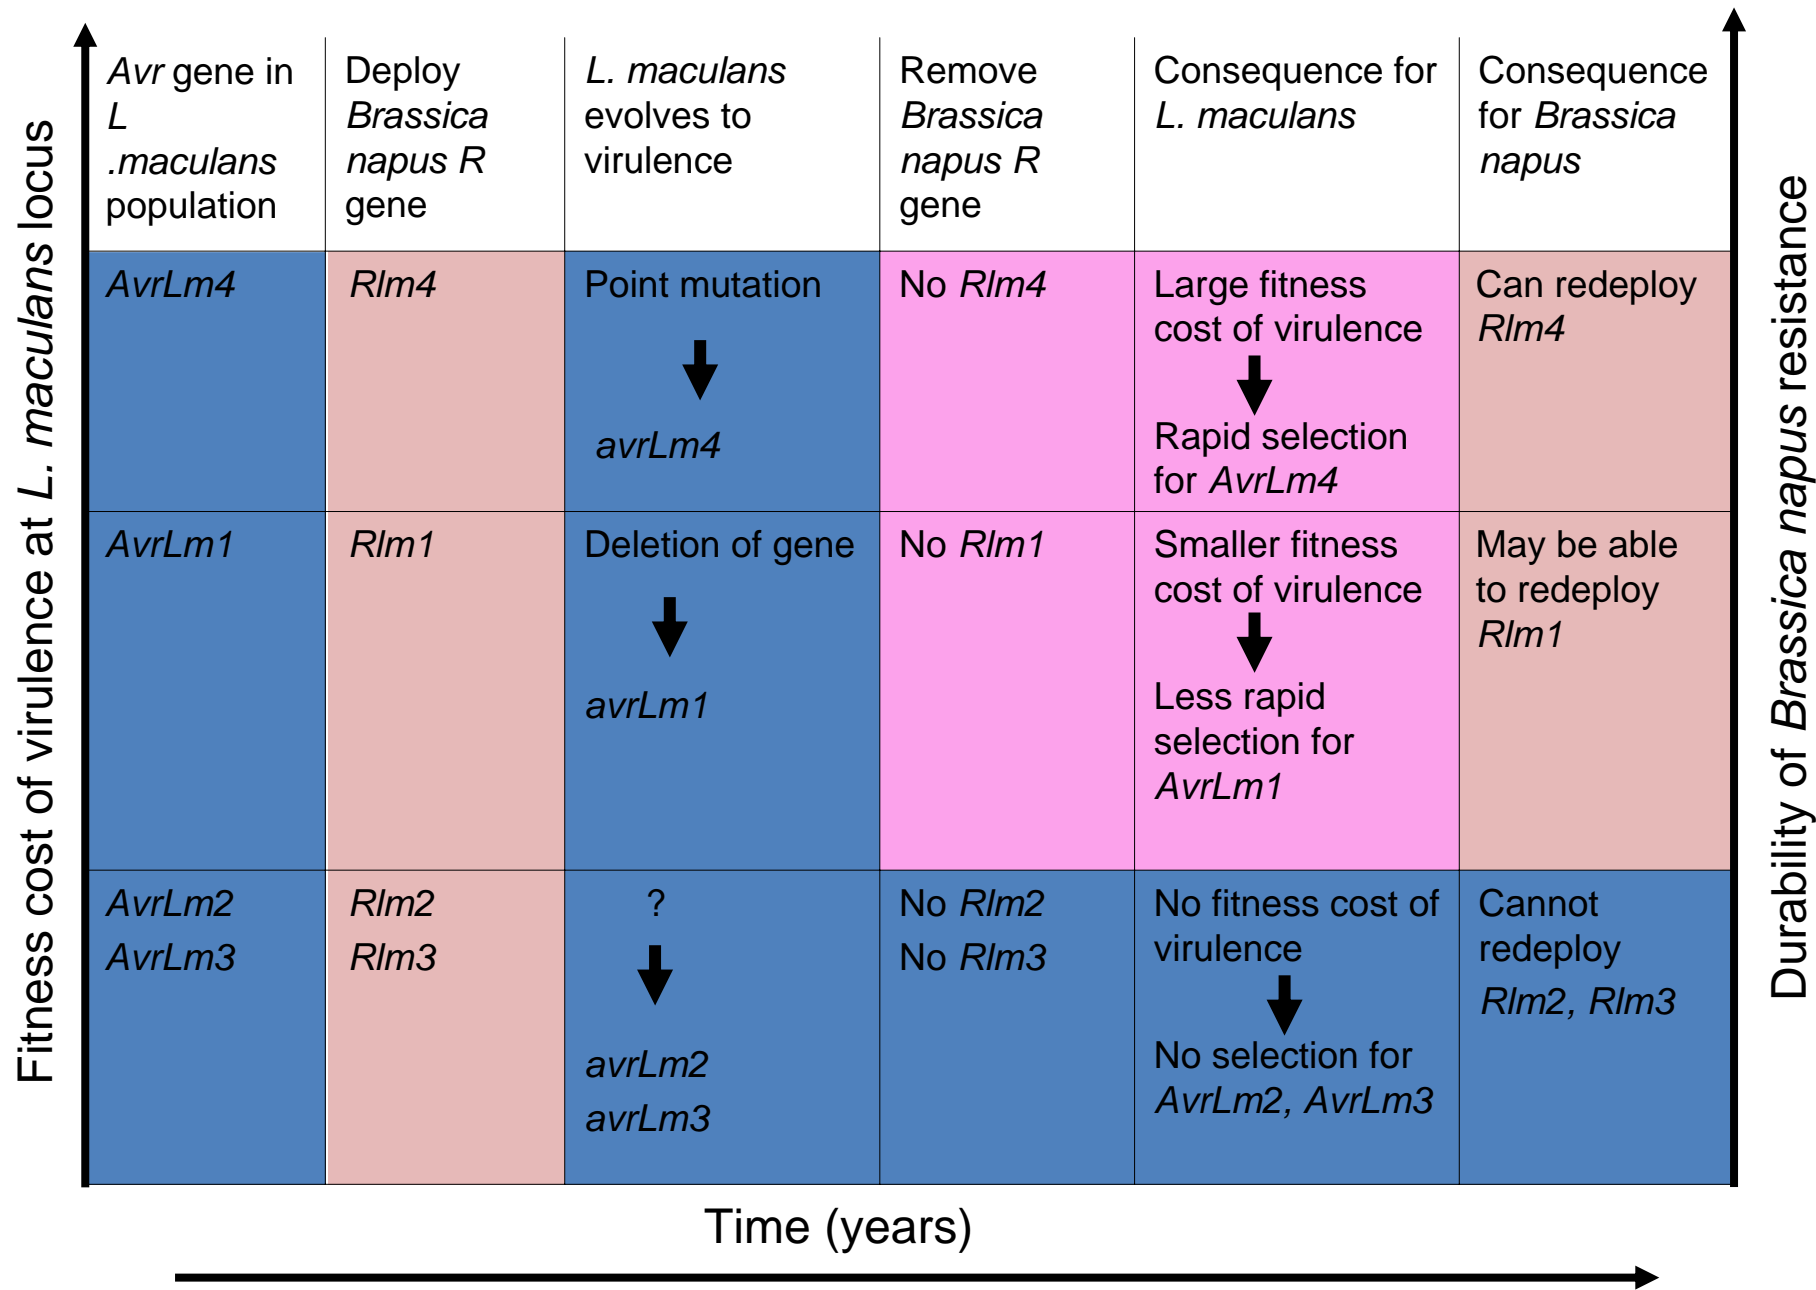 Fitness cost of virulence at L. maculans locus
Avr gene in
L
.maculans
population
Deploy
Brassica
napus R
gene
L. maculans
evolves to
virulence
Remove
Brassica
napus R
gene
Consequence for
L. maculans
Consequence
for Brassica
napus
AvrLm4
Rlm4
Point mutation
avrLm4
No Rlm4
Large fitness
cost of virulence
Rapid selection
for AvrLm4
Can redeploy
Rlm4
AvrLm1
Rlm1
Deletion of gene
avrLm1
No Rlm1
Smaller fitness
cost of virulence
Less rapid
selection for
AvrLm1
May be able
to redeploy
Rlm1
AvrLm2
AvrLm3
Rlm2
Rlm3
?
avrLm2
avrLm3
No Rlm2
No Rlm3
No fitness cost of
virulence
No selection for
AvrLm2, AvrLm3
Cannot
redeploy
Rlm2, Rlm3
Durability of Brassica napus resistance
Time (years)